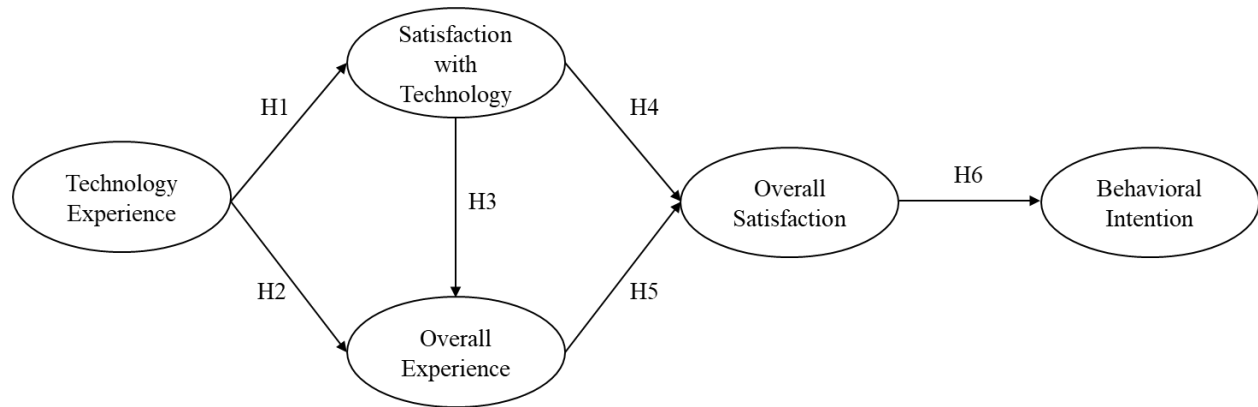 Satisfaction
with
Technology
H1
H4
Technology
Experience
H3
Overall
Satisfaction
H6
Behavioral
Intention
H2
H5
Overall
Experience